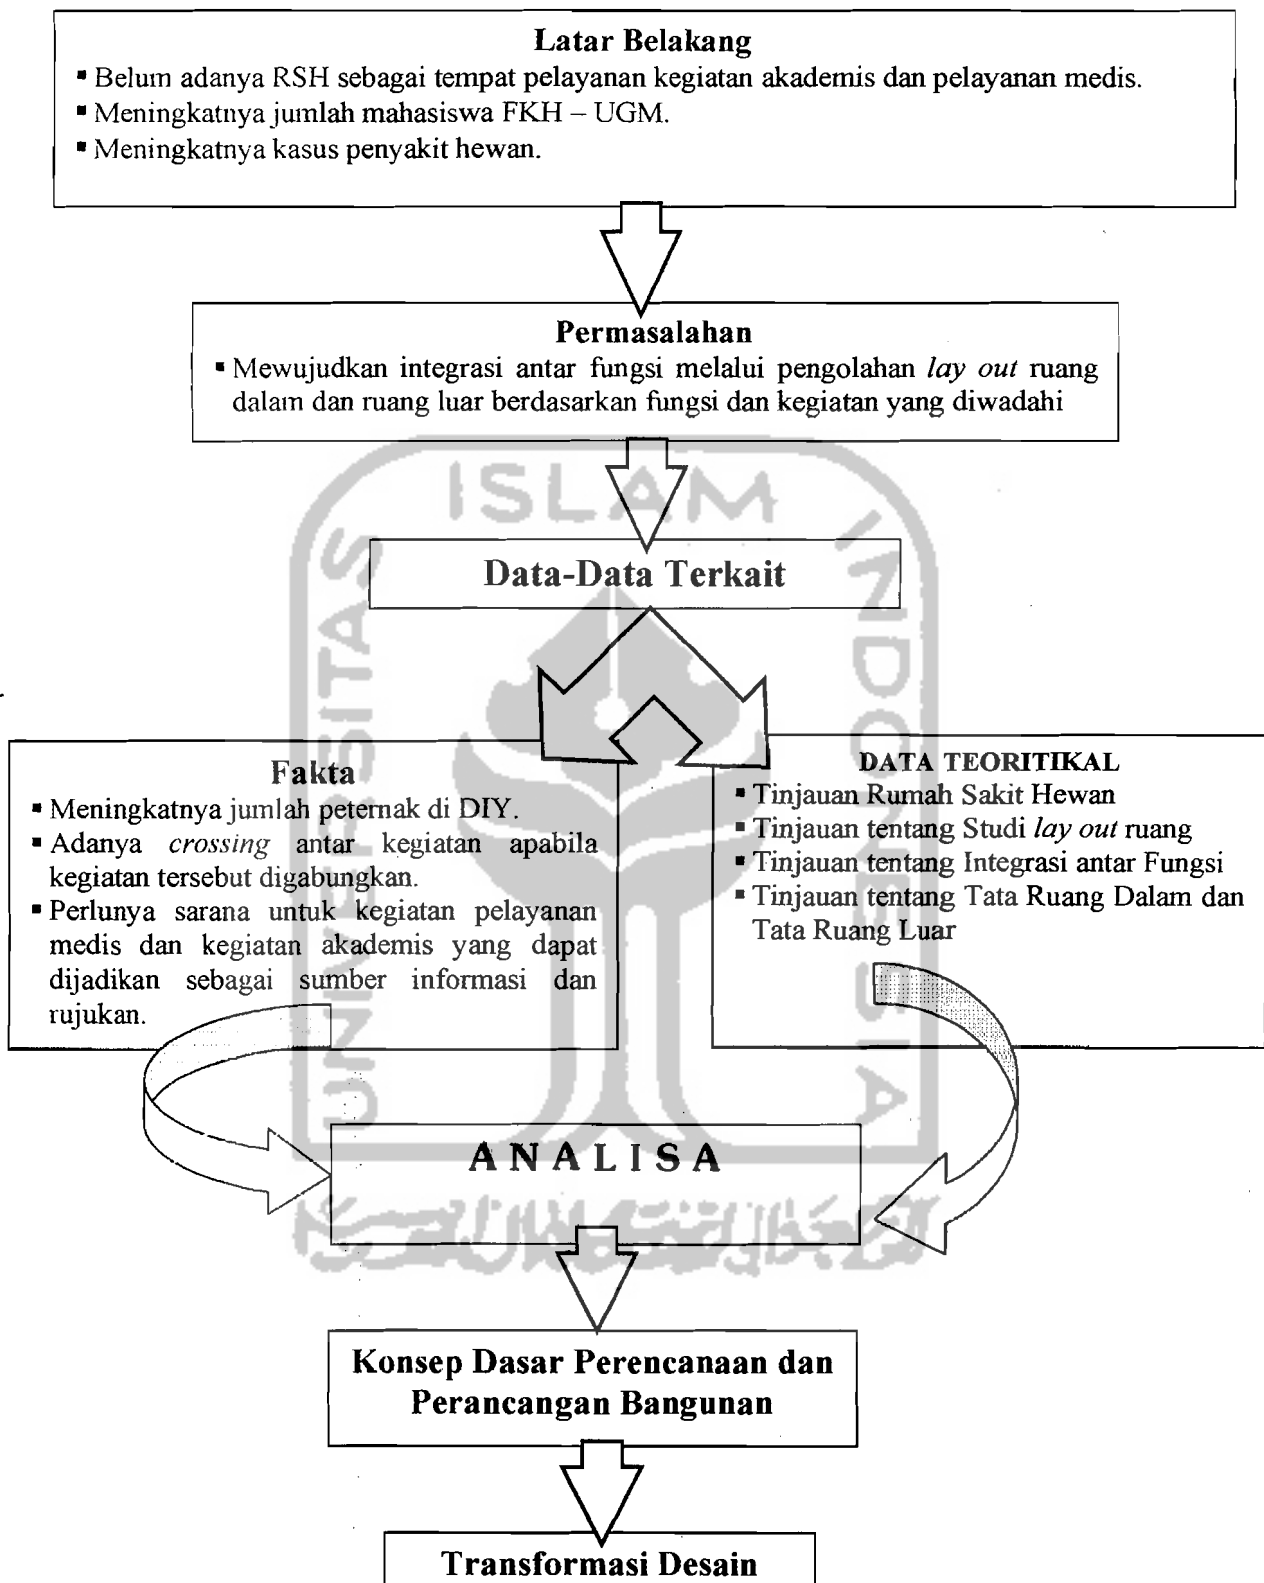 Latar Belakang
▪ Belum adanya RSH sebagai tempat pelayanan kegiatan akademis dan pelayanan medis.
▪ Meningkatnya jumlah mahasiswa FKH – UGM.
▪ Meningkatnya kasus penyakit hewan.
Permasalahan
▪ Mewujudkan integrasi antar fungsi melalui pengolahan lay out ruang
dalam dan ruang luar berdasarkan fungsi dan kegiatan yang diwadahi
Data-Data Terkait
Fakta
▪ Meningkatnya jumlah peternak di DIY.
▪ Adanya crossing antar kegiatan apabila
kegiatan tersebut digabungkan.
▪ Perlunya sarana untuk kegiatan pelayanan
medis dan kegiatan akademis yang dapat
dijadikan sebagai sumber informasi dan
rujukan.
DATA TEORITIKAL
▪ Tinjauan Rumah Sakit Hewan
▪ Tinjauan tentang Studi lay out ruang
▪ Tinjauan tentang Integrasi antar Fungsi
▪ Tinjauan tentang Tata Ruang Dalam dan
Tata Ruang Luar
A N A L I S A
Konsep Dasar Perencanaan dan
Perancangan Bangunan
Transformasi Desain
UNIVERSITAS
ISLAM
INDONESIA